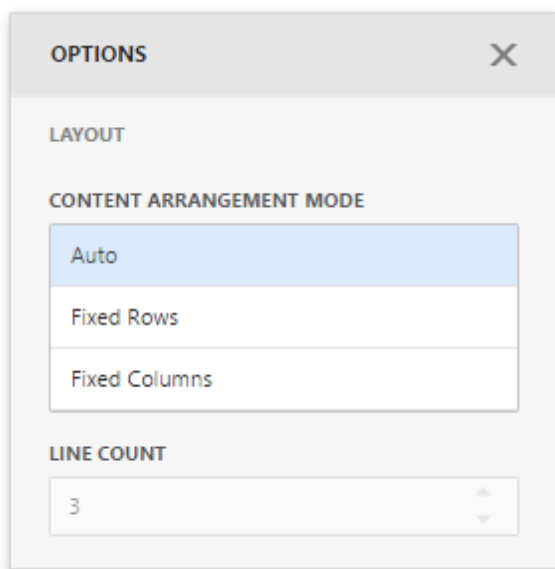 OPTIONS
LAYOUT
CONTENT ARRANGEMENT MODE
Auto
Fixed Rows
Fixed Columns
LINE COUNT
3